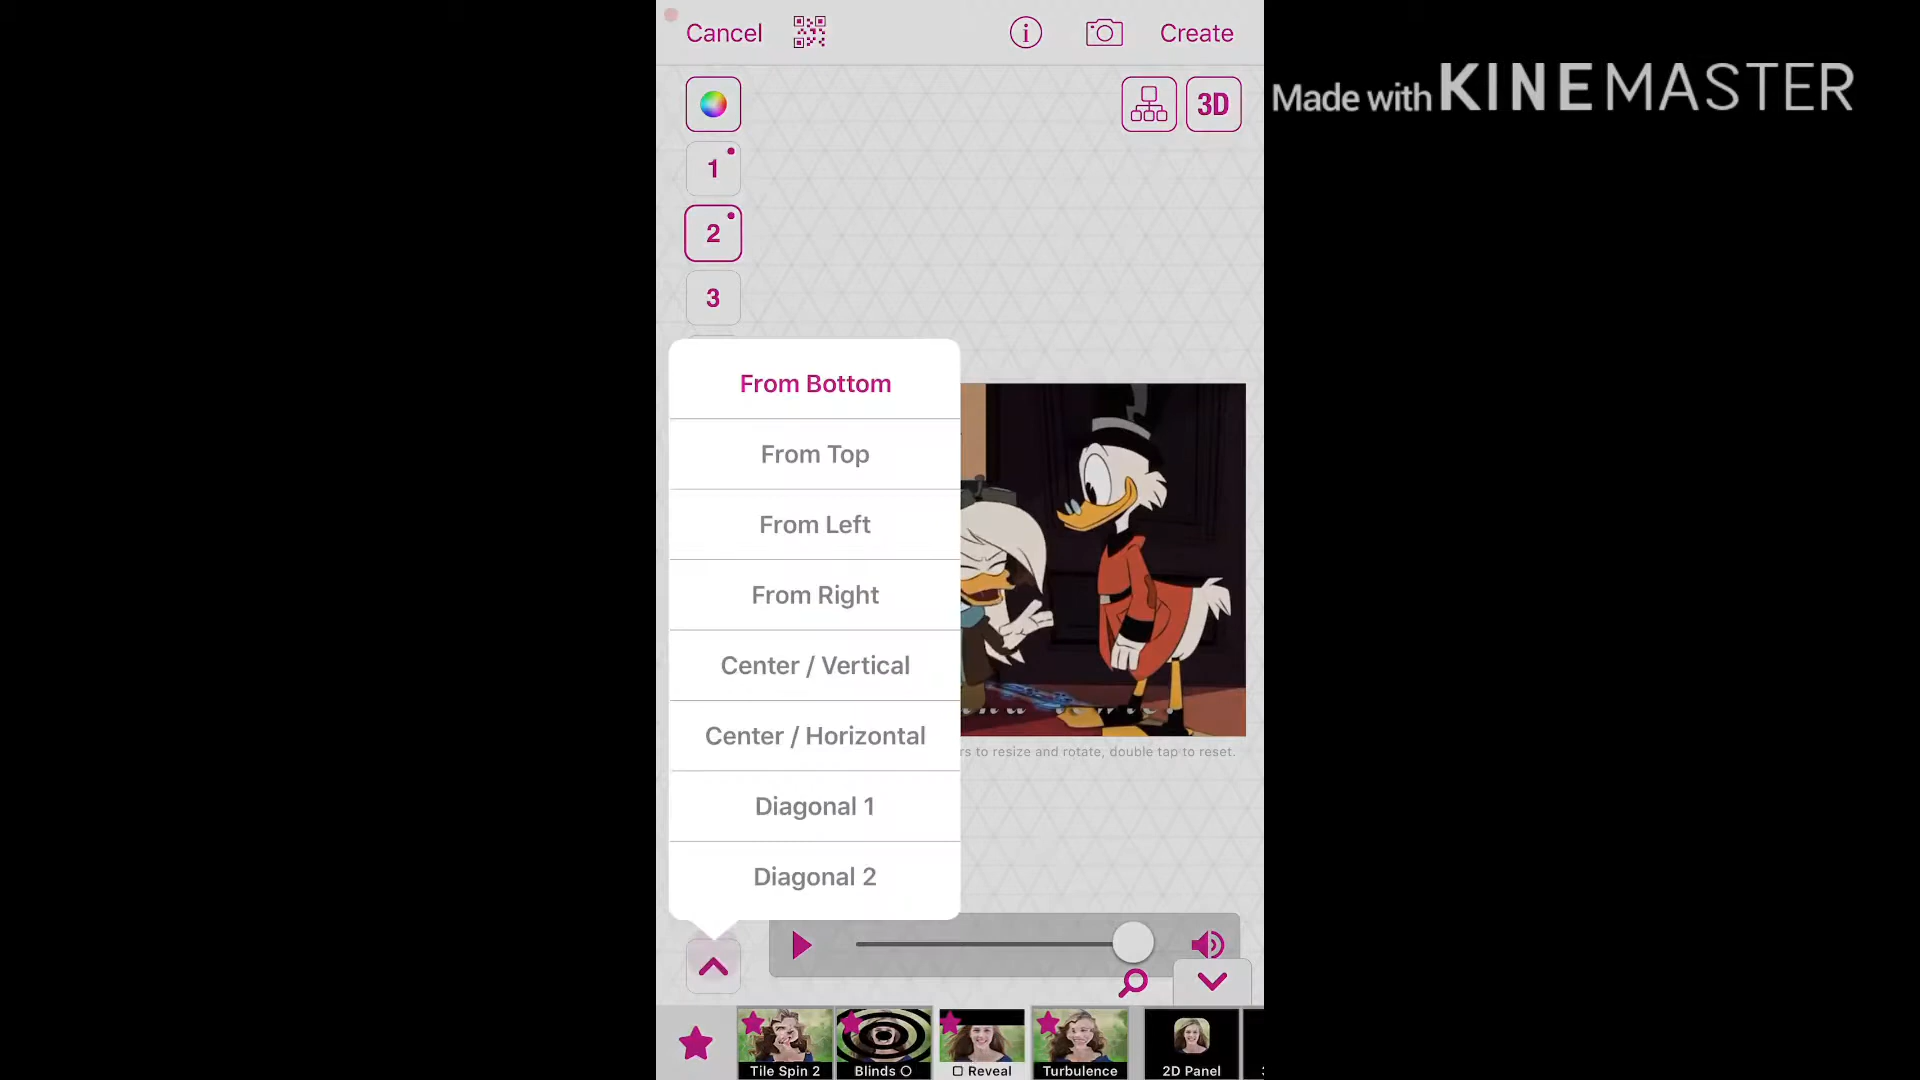 Cancel
Create
Made with KINEMASTER
3D
1
2
3
From Bottom
From Top
From Left
From Right
Center / Vertical
Center / Horizontal
Diagonal 1
Diagonal 2
to resize and rotate, double tap to reset.
Tile Spin 2
Blinds
Reveal
Turbulence
2D Panel